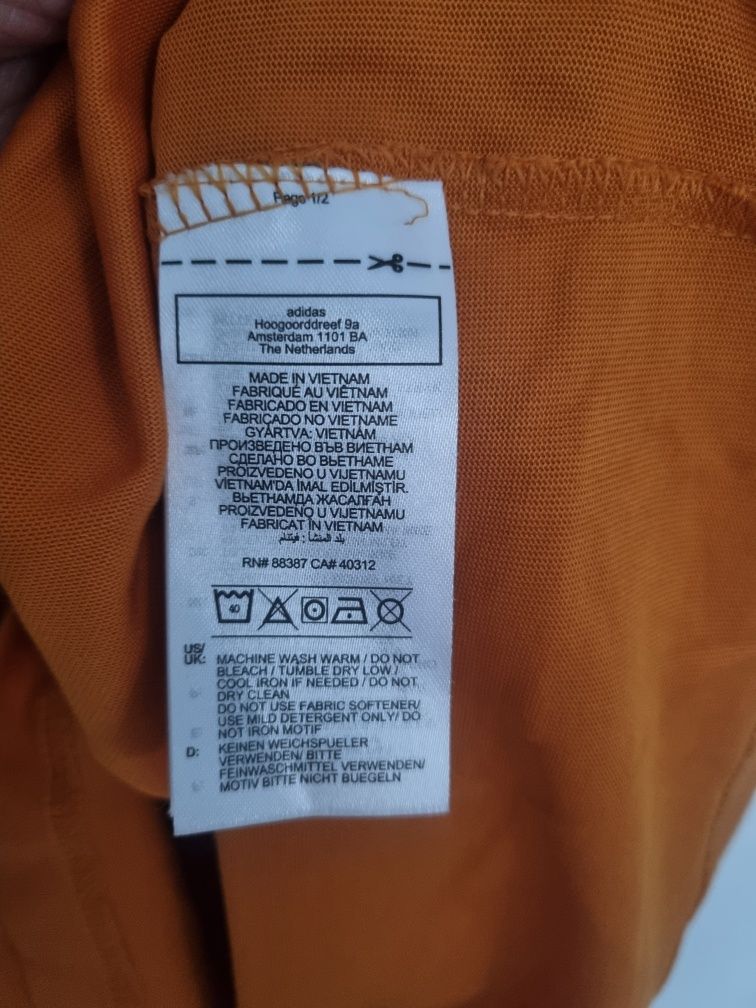 Page 1/2
adidas
Hoogoorddreef 9a
Amsterdam 1101 BA
The Netherlands
MADE IN VIETNAM
FABRIQUÉ AU VIÊTNAM
FABRICADO EN VIETNAM
FABRICADO NO VIETNAME
GYÁRTVA: VIETNÁM
ПРОИЗВЕДЕНО ВЪВ ВИЕТНАМ
СДЕЛАНО ВО ВЬЕТНАМЕ
PROIZVEDENO U VIJETNAMU
VIETNAM'DA IMAL EDİLMİŞTİR.
ВЬЕТНАМДА ЖАСАЛҒАН
PROIZVEDENO U VIJETNAMU
FABRICAT ÎN VIETNAM
بلد المنشأ : فيتنام
RN# 88387 CA# 40312
40
US/
UK: MACHINE WASH WARM / DO NOT
BLEACH / TUMBLE DRY LOW /
COOL IRON IF NEEDED / DO NOT
DRY CLEAN
DO NOT USE FABRIC SOFTENER/
USE MILD DETERGENT ONLY/ DO
NOT IRON MOTIF
D: KEINEN WEICHSPUELER
VERWENDEN/ BITTE
FEINWASCHMITTEL VERWENDEN/
MOTIV BITTE NICHT BUEGELN